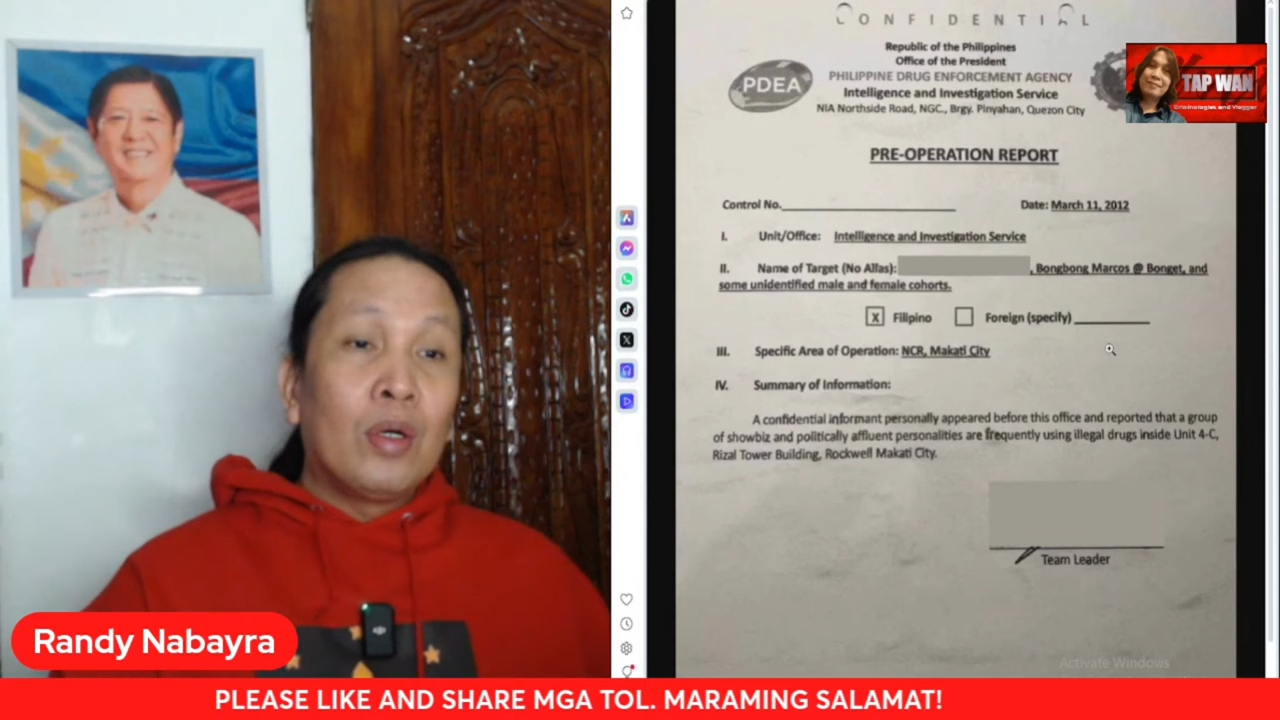 CONFIDENTIAL
Republic of the Philippines
Office of the President
PDEA
PHILIPPINE DRUG ENFORCEMENT AGENCY
Intelligence and Investigation Service
NIA Northside Road, NGC., Brgy. Pinyahan, Quezon City
TAP WAN
and Vlogger
PRE-OPERATION REPORT
Control No.____________________ Date: March 11, 2012
I. Unit/Office: Intelligence and Investigation Service
II. Name of Target (No Alias): , Bongbong Marcos @ Bonget, and
some unidentified male and female cohorts.
X Filipino Foreign (specify)__________
III. Specific Area of Operation: NCR, Makati City
IV. Summary of Information:
A confidential informant personally appeared before this office and reported that a group
of showbiz and politically affluent personalities are frequently using illegal drugs inside Unit 4-C,
Rizal Tower Building, Rockwell Makati City.
Team Leader
Activate Windows
Randy Nabayra
PLEASE LIKE AND SHARE MGA TOL. MARAMING SALAMAT!